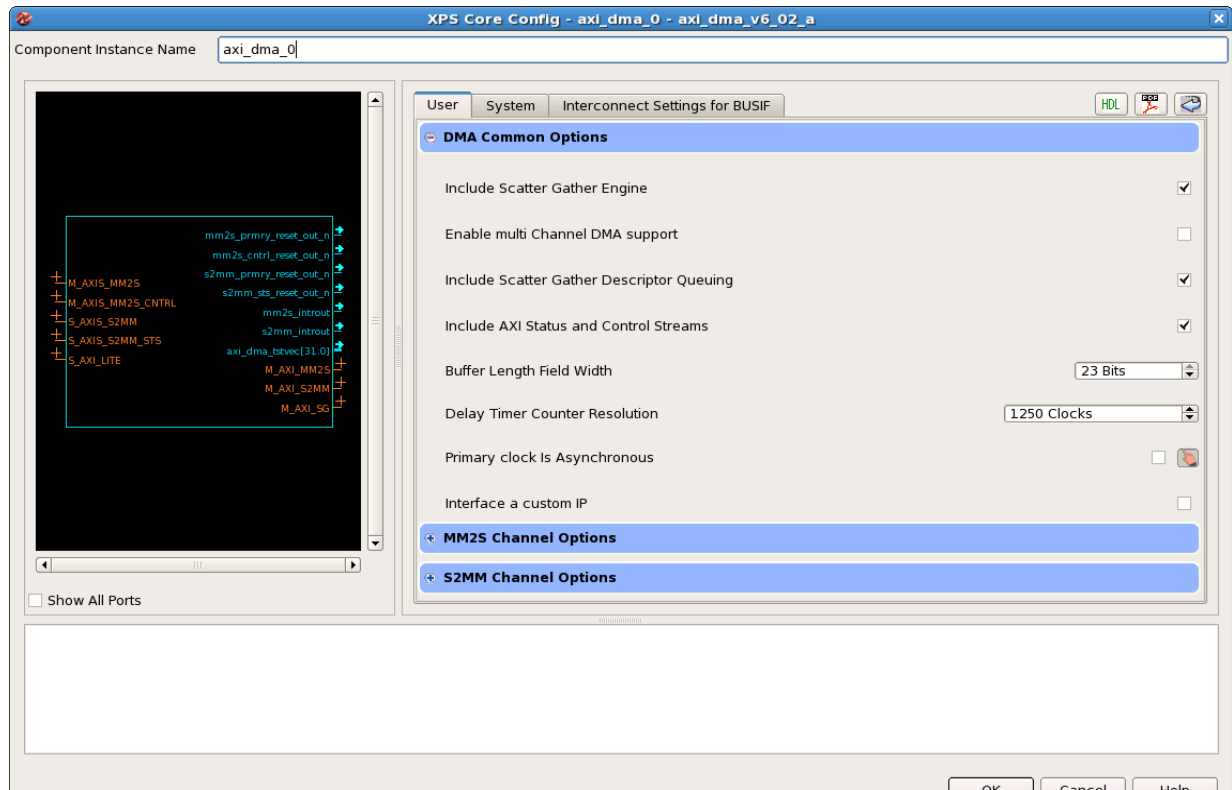 XPS Core Config - axi_dma_0 - axi_dma_v6_02_a
Component Instance Name axi_dma_0
mm2s_prmry_reset_out_n
mm2s_cntrl_reset_out_n
s2mm_prmry_reset_out_n
s2mm_sts_reset_out_n
mm2s_introut
s2mm_introut
axi_dma_tstvec[31:0]
M_AXI_MM2S
M_AXI_S2MM
M_AXI_SG
M_AXIS_MM2S
M_AXIS_MM2S_CNTRL
S_AXIS_S2MM
S_AXIS_S2MM_STS
S_AXI_LITE
Show All Ports
User System Interconnect Settings for BUSIF HDL PDF
DMA Common Options
Include Scatter Gather Engine
Enable multi Channel DMA support
Include Scatter Gather Descriptor Queuing
Include AXI Status and Control Streams
Buffer Length Field Width 23 Bits
Delay Timer Counter Resolution 1250 Clocks
Primary clock Is Asynchronous
Interface a custom IP
MM2S Channel Options
S2MM Channel Options
OK Cancel Help